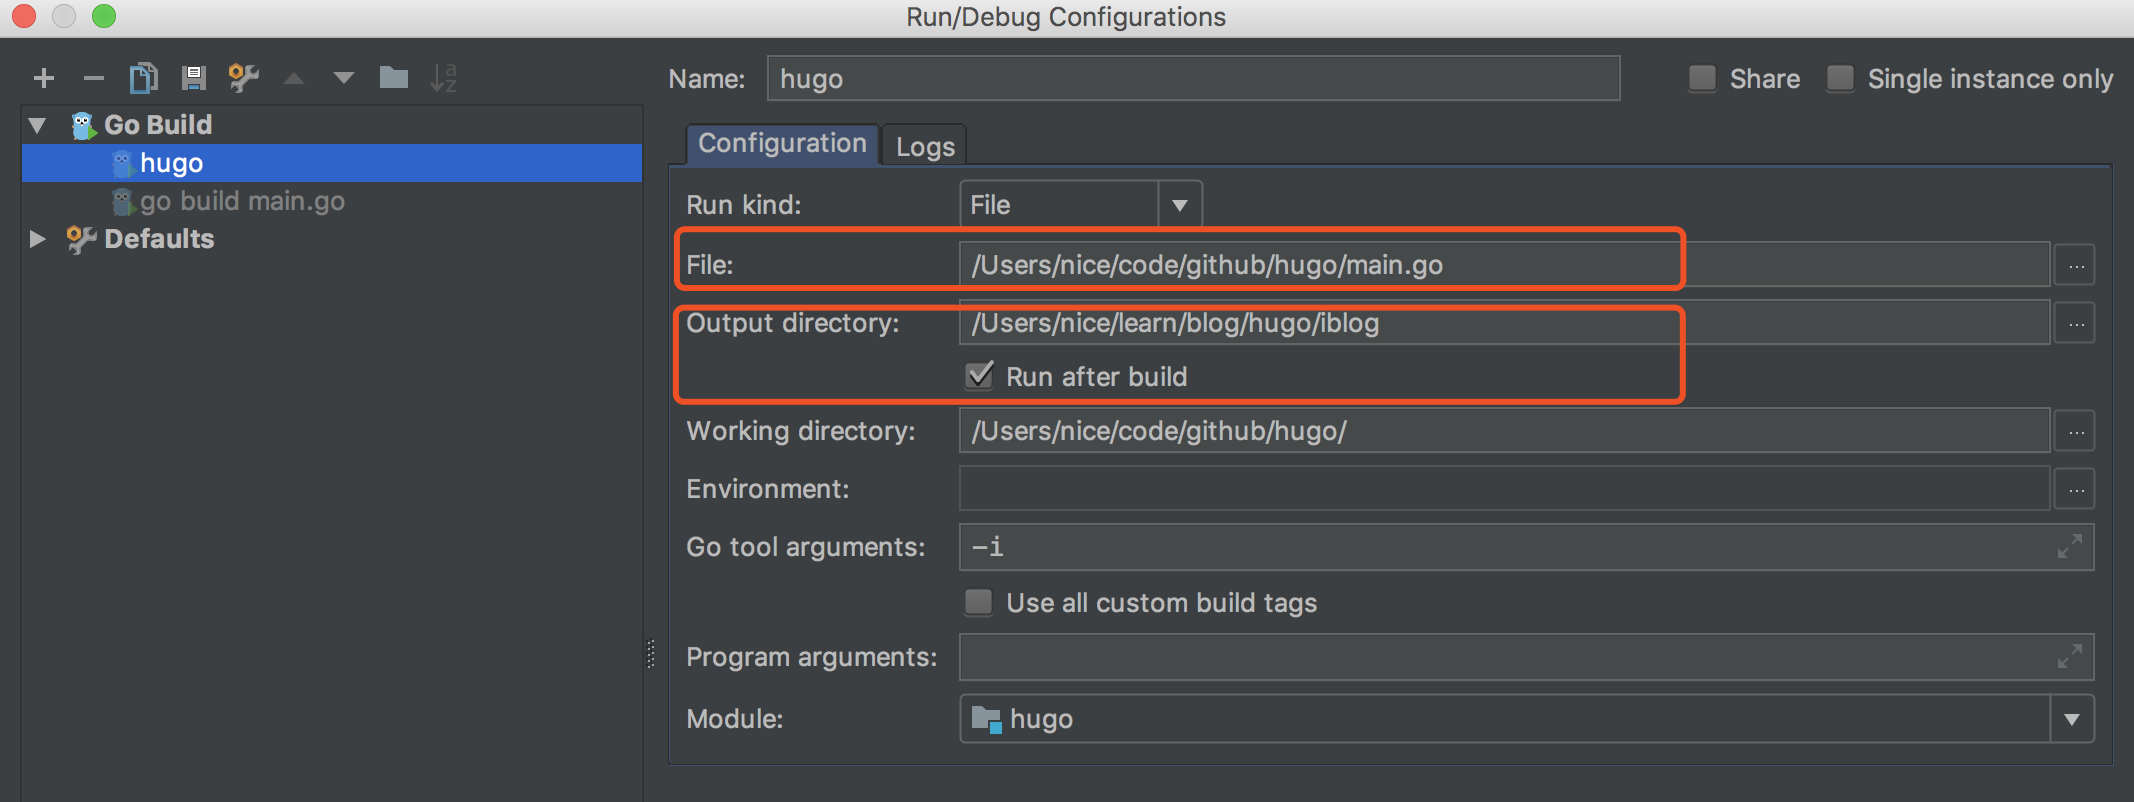 Run/Debug Configurations
Name: hugo Share Single instance only
Go Build
hugo
go build main.go
Defaults
Configuration Logs
Run kind: File
File: /Users/nice/code/github/hugo/main.go ...
Output directory: /Users/nice/learn/blog/hugo/iblog ...
Run after build
Working directory: /Users/nice/code/github/hugo/ ...
Environment: ...
Go tool arguments: -i
Use all custom build tags
Program arguments:
Module: hugo